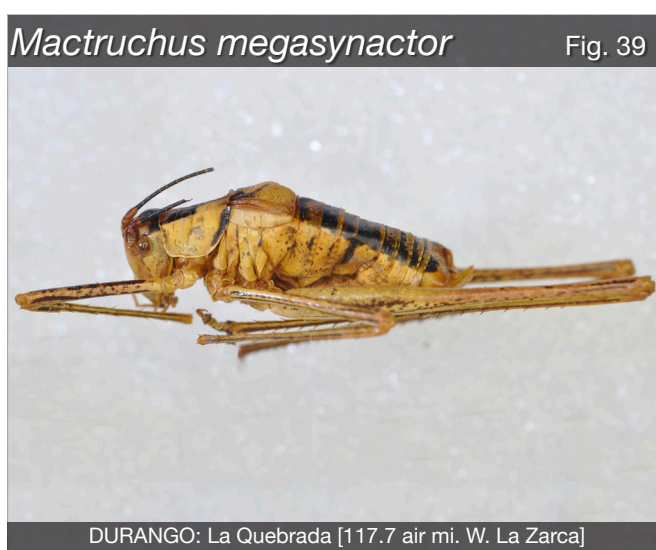 Mactruchus megasynactor Fig. 39
DURANGO: La Quebrada [117.7 air mi. W. La Zarca]